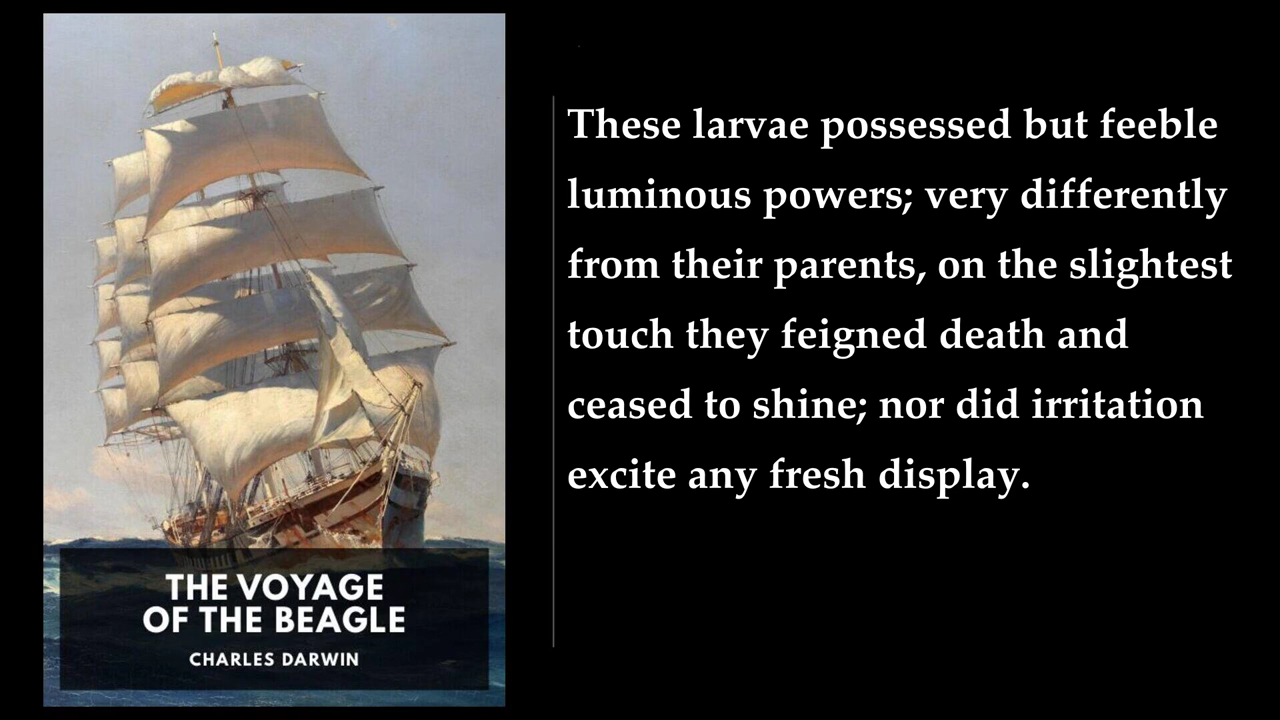 These larvae possessed but feeble
luminous powers; very differently
from their parents, on the slightest
touch they feigned death and
ceased to shine; nor did irritation
excite any fresh display.
THE VOYAGE
OF THE BEAGLE
CHARLES DARWIN